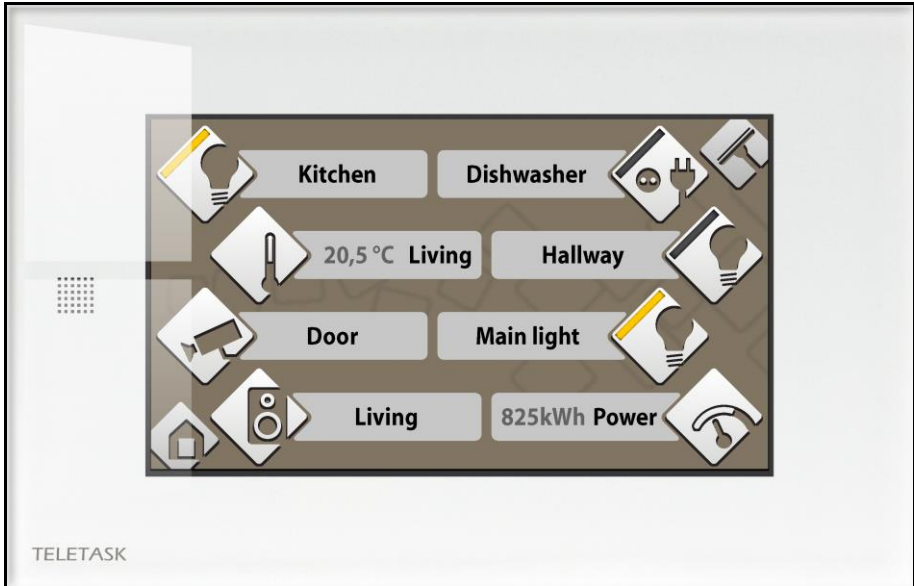 Kitchen
Dishwasher
20,5 °C Living
Hallway
Door
Main light
Living
825kWh Power
TELETASK